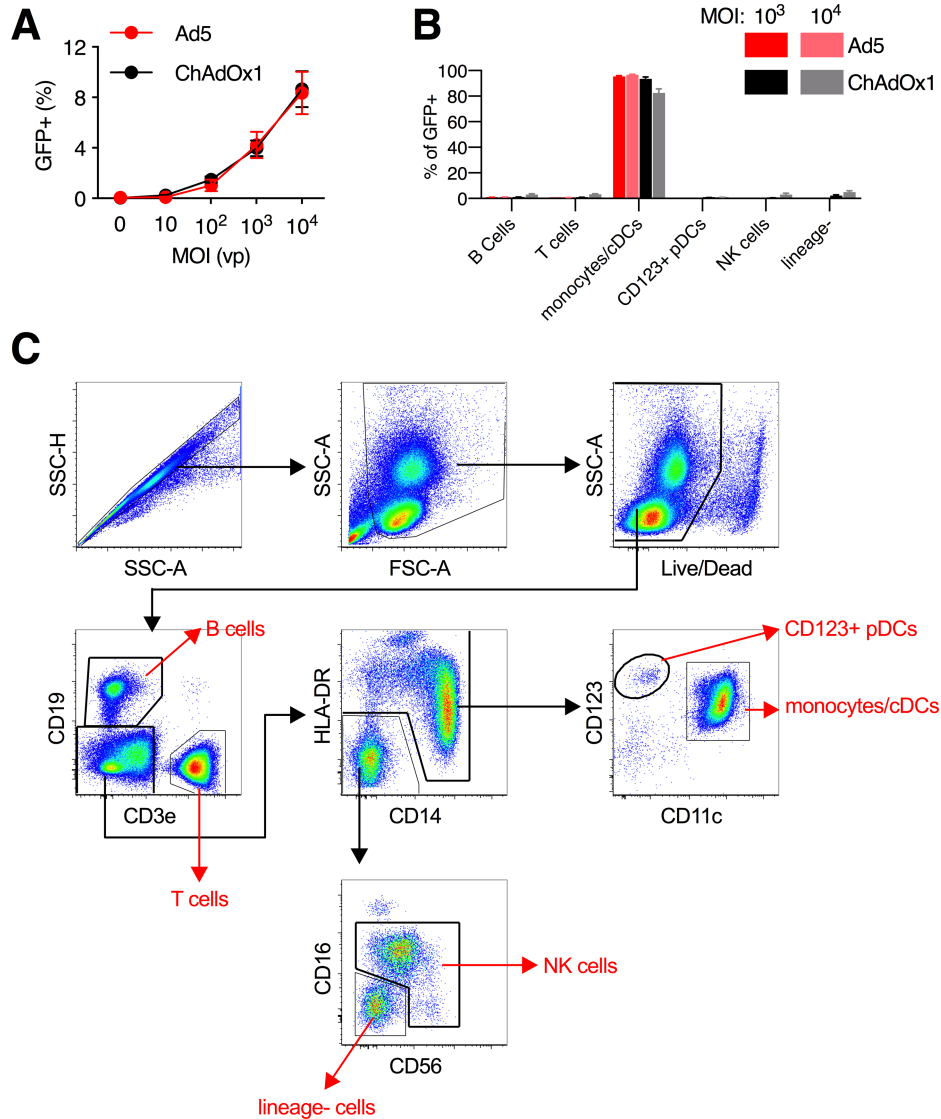 A
Ad5
ChAdOx1
GFP+ (%)
12
8
4
0
0 10 10² 10³ 10⁴
MOI (vp)
B
MOI: 10³ 10⁴
Ad5
ChAdOx1
% of GFP+
100
80
60
40
20
0
B Cells
T cells
monocytes/cDCs
CD123+ pDCs
NK cells
lineage-
C
SSC-H
SSC-A
SSC-A
FSC-A
SSC-A
Live/Dead
CD19
CD3e
B cells
T cells
HLA-DR
CD14
CD123
CD11c
CD123+ pDCs
monocytes/cDCs
CD16
CD56
NK cells
lineage- cells